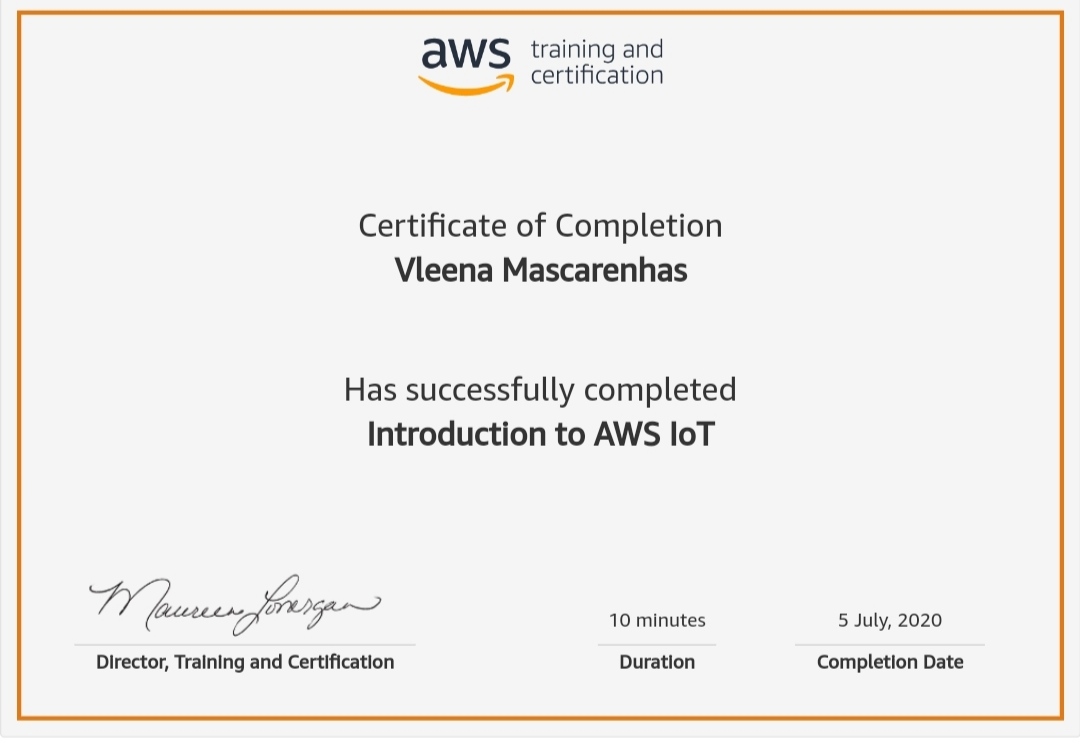 aws training and
certification
Certificate of Completion
Vleena Mascarenhas
Has successfully completed
Introduction to AWS IoT
Maureen Lonergan
Director, Training and Certification
10 minutes
Duration
5 July, 2020
Completion Date